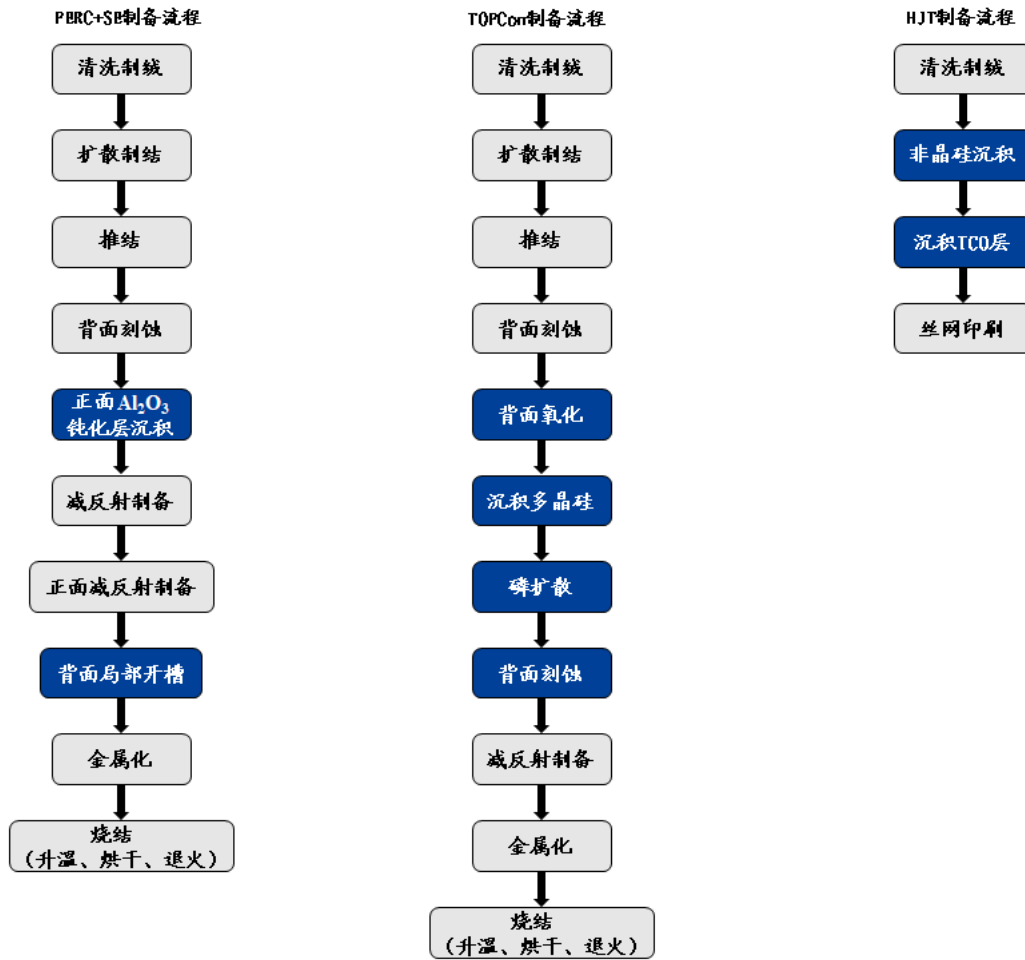 PERC+SE制备流程
清洗制绒
扩散制结
推结
背面刻蚀
正面Al₂O₃
钝化层沉积
减反射制备
正面减反射制备
背面局部开槽
金属化
烧结
（升温、烘干、退火）
TOPCon制备流程
清洗制绒
扩散制结
推结
背面刻蚀
背面氧化
沉积多晶硅
磷扩散
背面刻蚀
减反射制备
金属化
烧结
（升温、烘干、退火）
HJT制备流程
清洗制绒
非晶硅沉积
沉积TCO层
丝网印刷